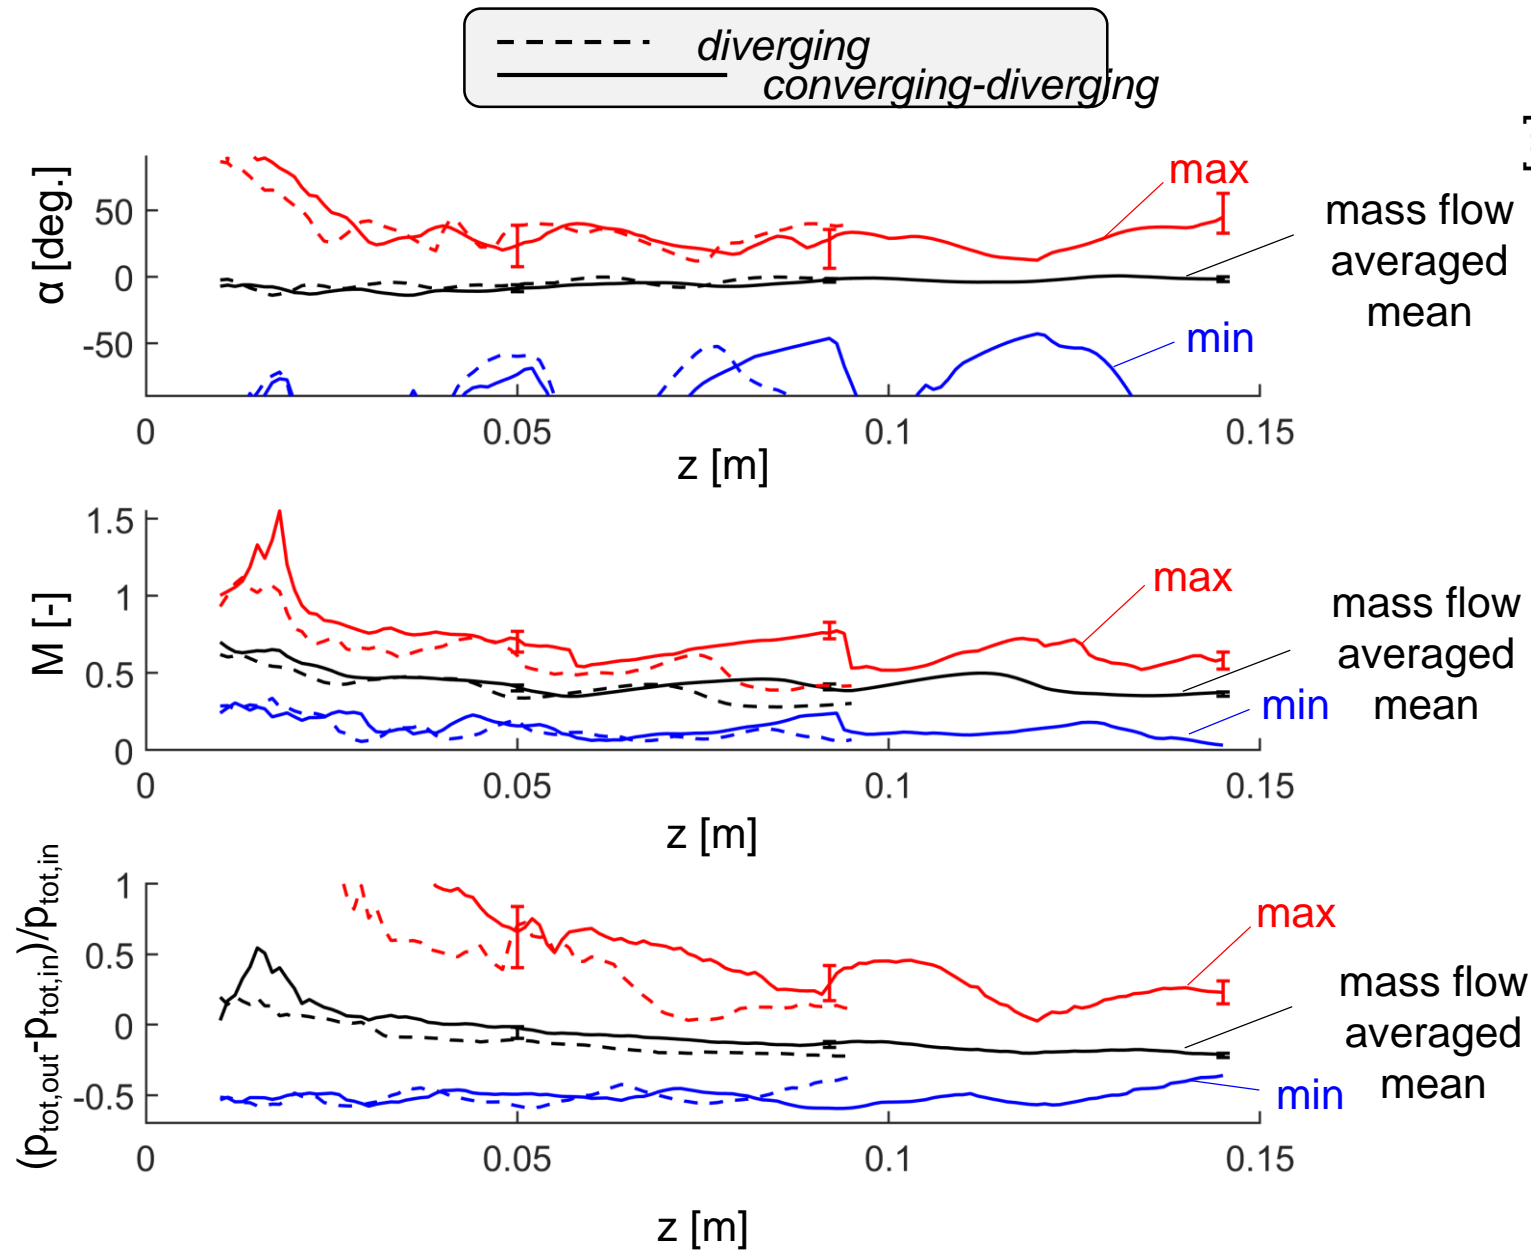 diverging
converging-diverging
α [deg.]
50
0
-50
max
mass flow
averaged
mean
min
0
0.05
0.1
0.15
z [m]
M [-]
1.5
1
0.5
0
max
mass flow
averaged
mean
min
0
0.05
0.1
0.15
z [m]
(ptot,out-ptot,in)/ptot,in
1
0.5
0
-0.5
max
mass flow
averaged
mean
min
0
0.05
0.1
0.15
z [m]